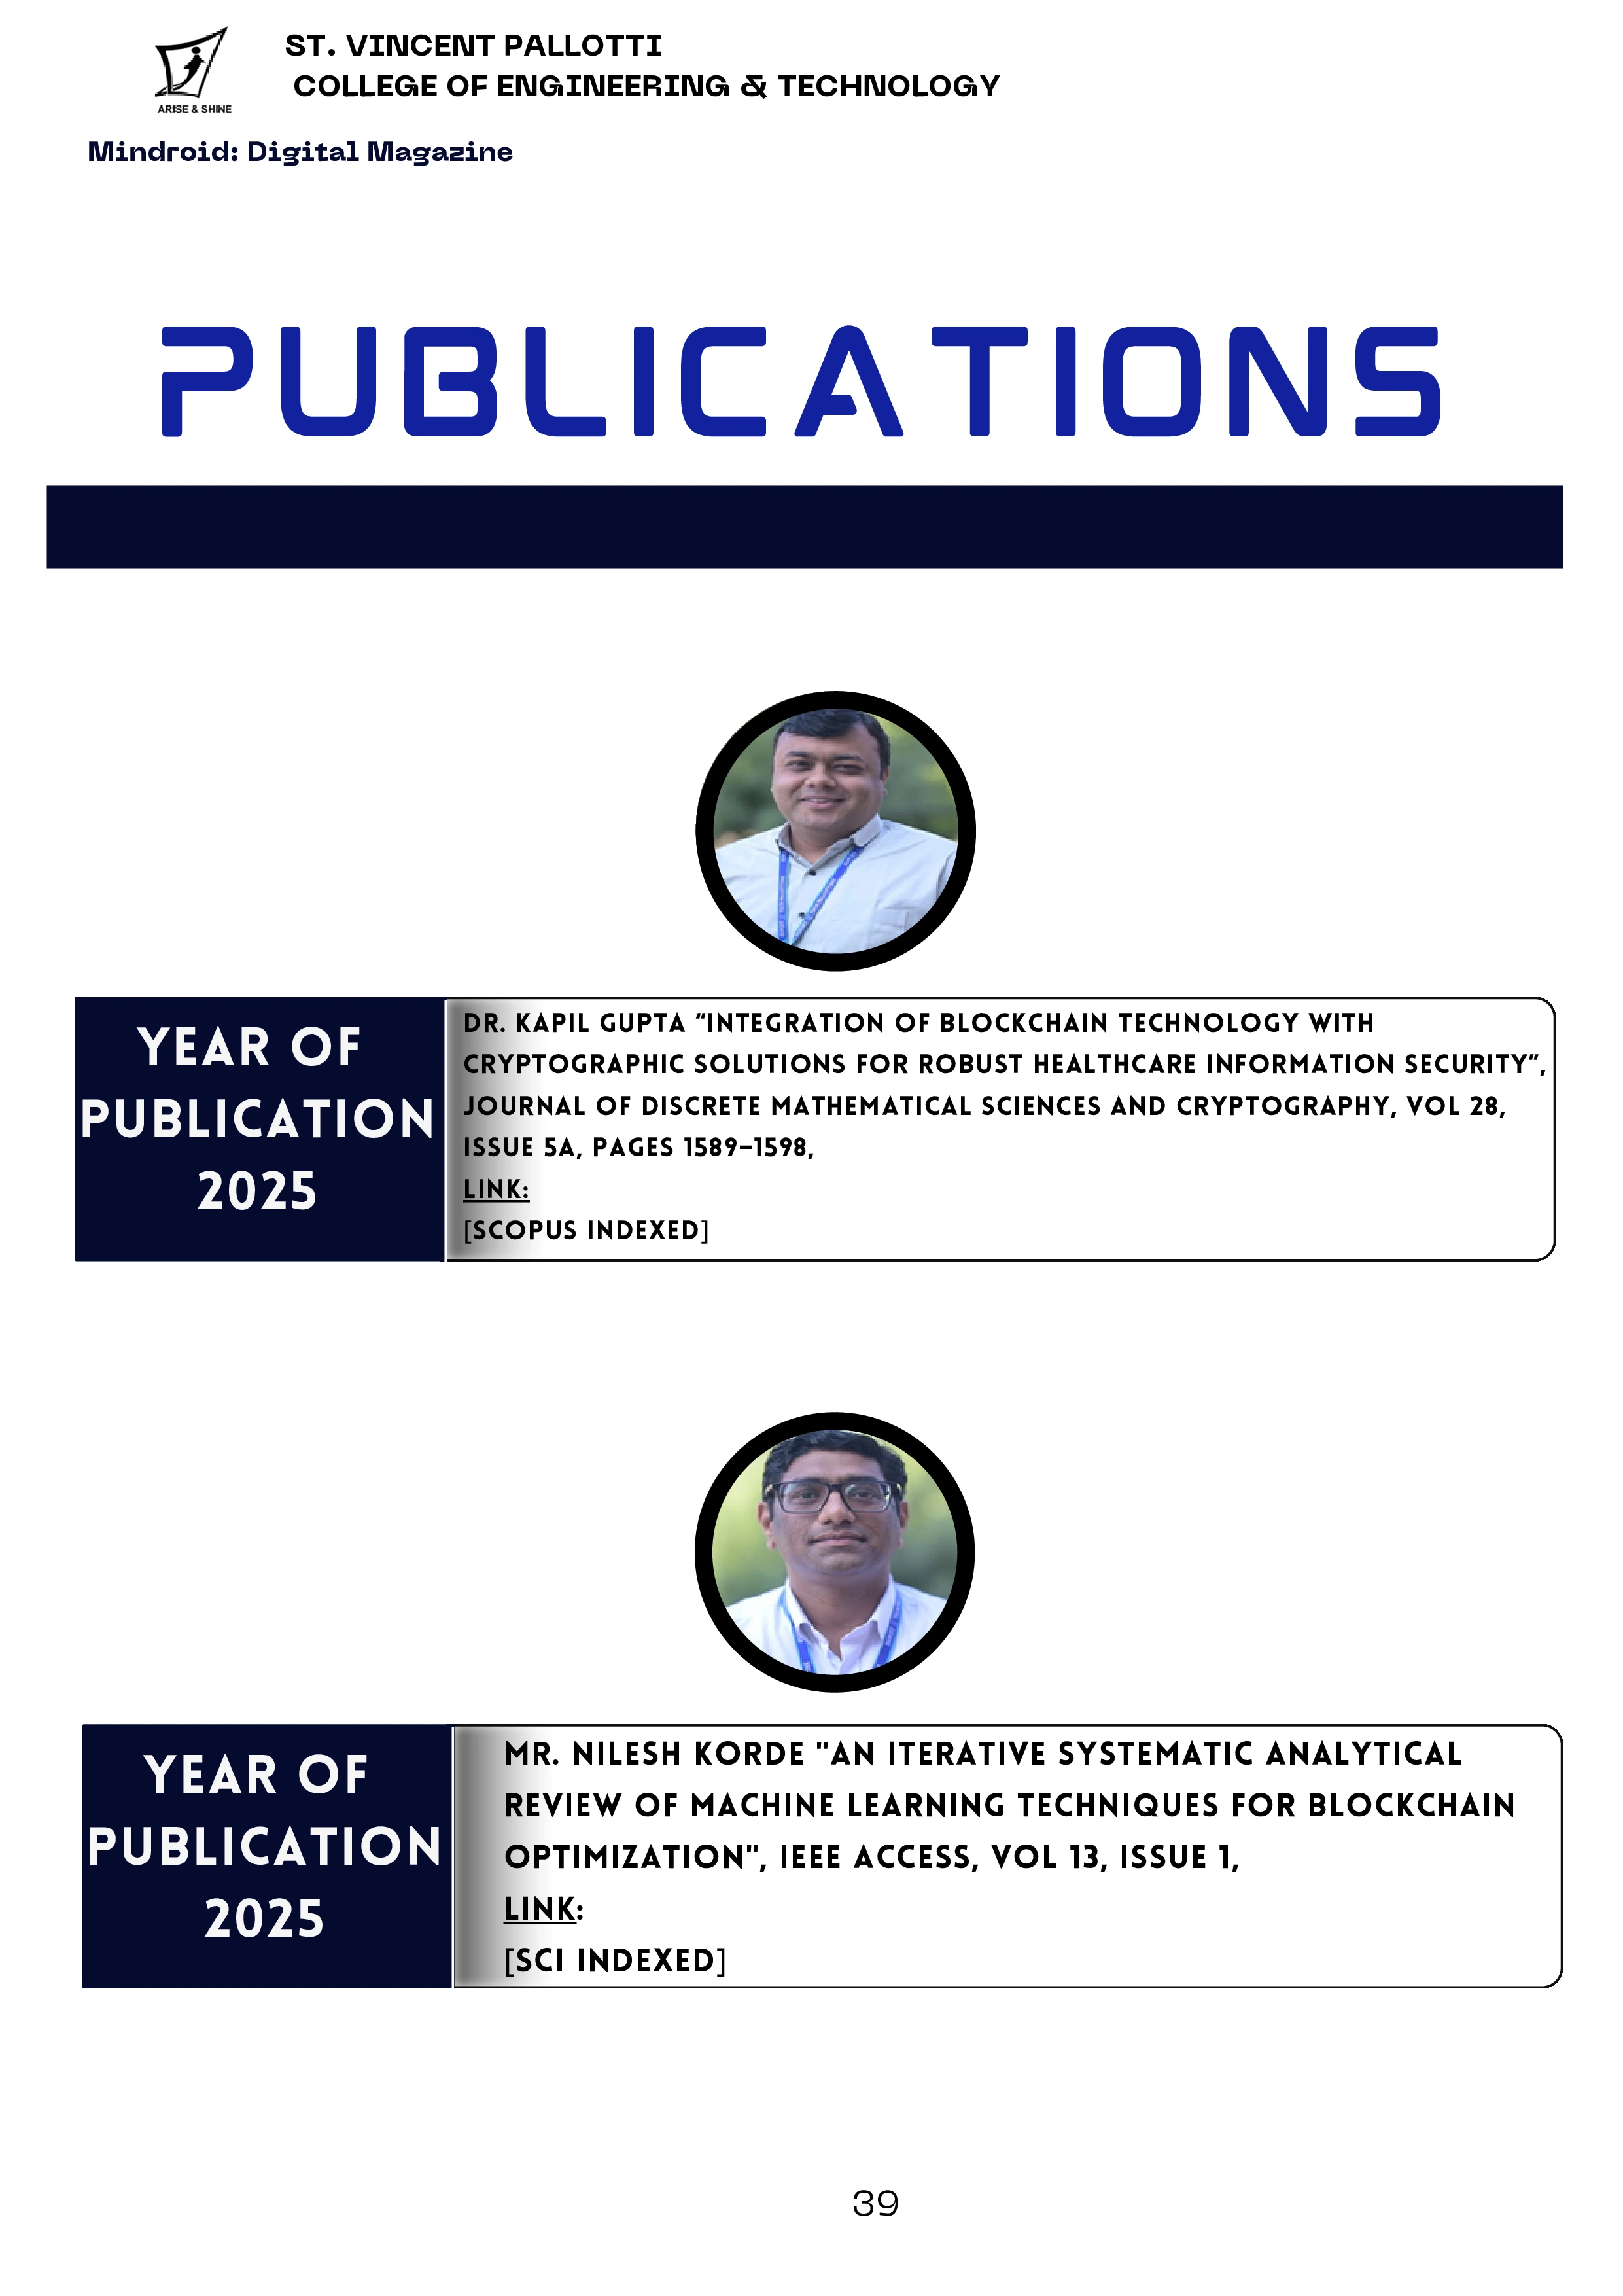 ARISE & SHINE
ST. VINCENT PALLOTTI
COLLEGE OF ENGINEERING & TECHNOLOGY
Mindroid: Digital Magazine
PUBLICATIONS
YEAR OF
PUBLICATION
2025
DR. KAPIL GUPTA “INTEGRATION OF BLOCKCHAIN TECHNOLOGY WITH
CRYPTOGRAPHIC SOLUTIONS FOR ROBUST HEALTHCARE INFORMATION SECURITY”,
JOURNAL OF DISCRETE MATHEMATICAL SCIENCES AND CRYPTOGRAPHY, VOL 28,
ISSUE 5A, PAGES 1589–1598,
LINK:
[SCOPUS INDEXED]
YEAR OF
PUBLICATION
2025
MR. NILESH KORDE "AN ITERATIVE SYSTEMATIC ANALYTICAL
REVIEW OF MACHINE LEARNING TECHNIQUES FOR BLOCKCHAIN
OPTIMIZATION", IEEE ACCESS, VOL 13, ISSUE 1,
LINK:
[SCI INDEXED]
39